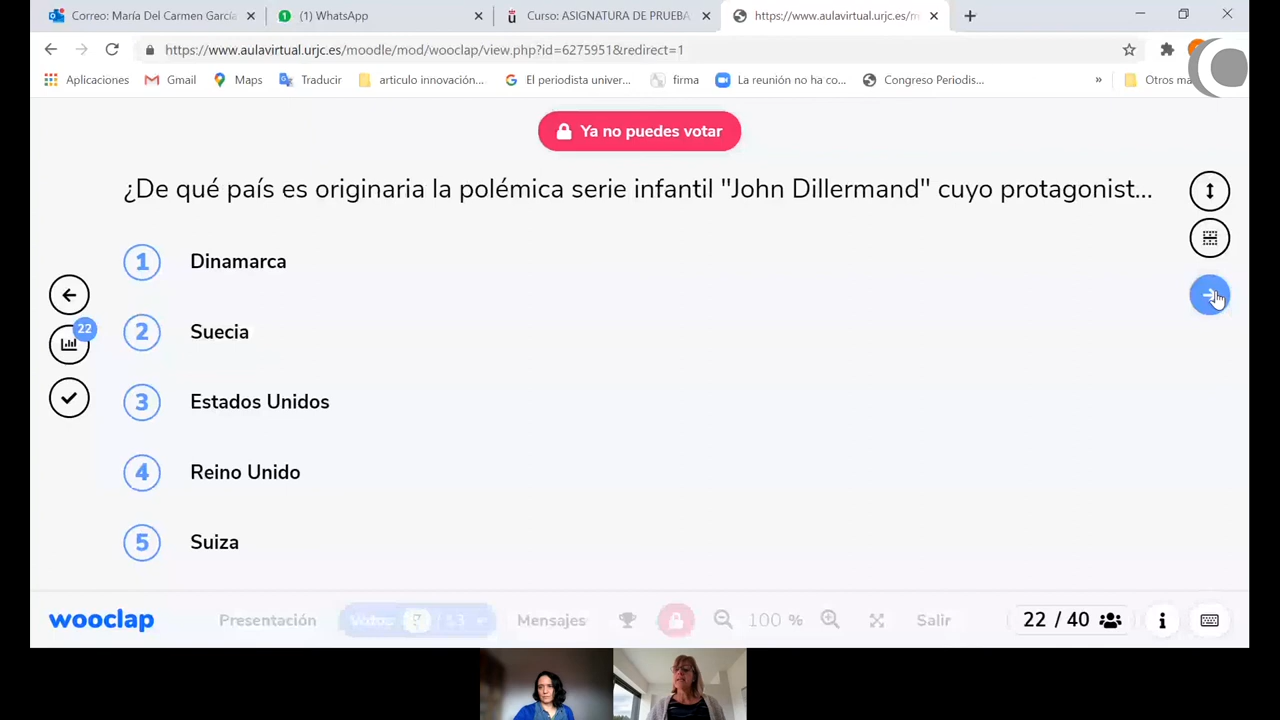 Correo: María Del Carmen García
(1) WhatsApp
Curso: ASIGNATURA DE PRUEBA
https://www.aulavirtual.urjc.es/m
https://www.aulavirtual.urjc.es/moodle/mod/wooclap/view.php?id=6275951&redirect=1
Aplicaciones Gmail Maps Traducir articulo innovación... El periodista univer... firma La reunión no ha co... Congreso Periodis... » Otros ma
Ya no puedes votar
¿De qué país es originaria la polémica serie infantil "John Dillermand" cuyo protagonist...
1 Dinamarca
2 Suecia
3 Estados Unidos
4 Reino Unido
5 Suiza
22
wooclap Presentación Votos Mensajes 100 % Salir 22 / 40